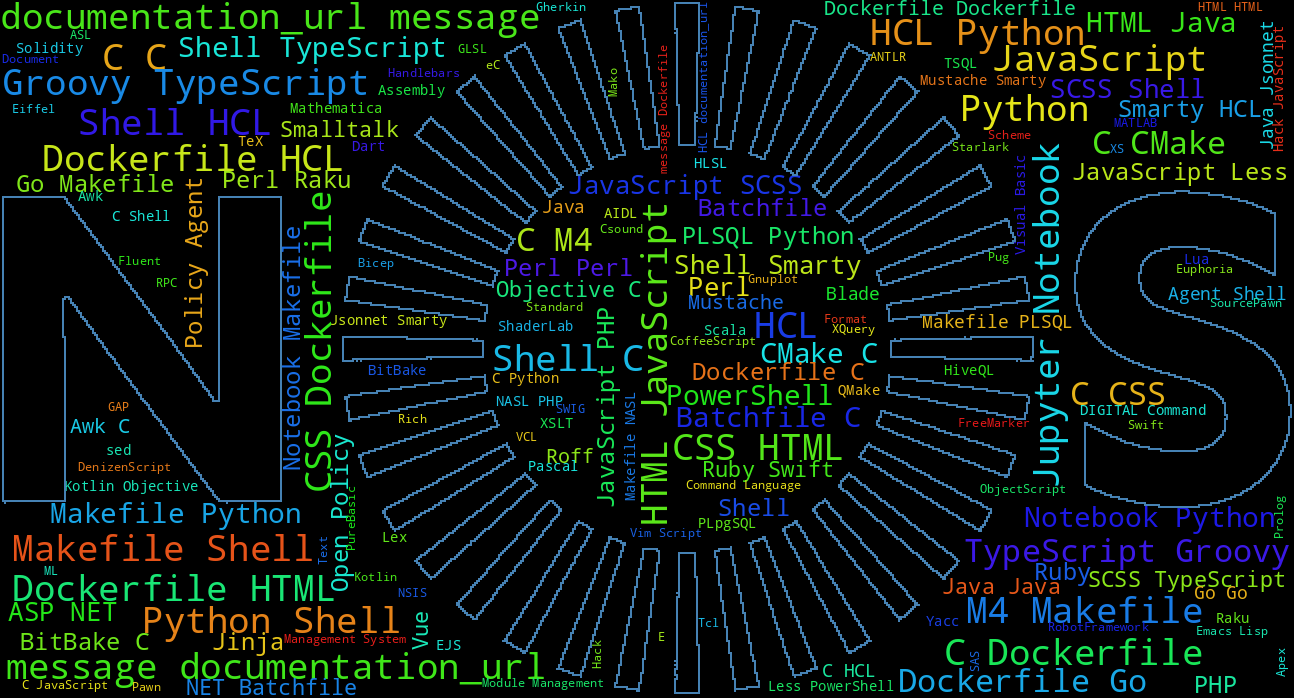 documentation_url message
Gherkin
Dockerfile Dockerfile
HTML HTML
ASL
Solidity
Document
C C
Shell TypeScript
GLSL
eC
HCL Python
HTML Java
ANTLR
TSQL
JavaScript
Java Jsonnet
Hack JavaScript
Groovy TypeScript
Handlebars
Assembly
Mako
message Dockerfile
HCL documentation_url
Mustache Smarty
SCSS Shell
Eiffel
Mathematica
Python
Smarty HCL
Shell HCL
Smalltalk
TeX
Dart
Scheme
MATLAB
Starlark
C
XS
CMake
Dockerfile HCL
HLSL
Visual Basic
Jupyter Notebook
JavaScript Less
Go Makefile
Perl Raku
JavaScript SCSS
Awk
C Shell
Policy Agent
Java
AIDL
Batchfile
Csound
C M4
PLSQL Python
Fluent
RPC
Notebook Makefile
CSS Dockerfile
Bicep
Perl Perl
Shell Smarty
Pug
Lua
Euphoria
Objective C
Perl
Gnuplot
Mustache
Blade
Agent Shell
SourcePawn
Standard
Jsonnet Smarty
ShaderLab
Scala
HCL
Format
XQuery
Makefile PLSQL
CoffeeScript
Shell C
CMake C
BitBake
C Python
Dockerfile C
HiveQL
JavaScript PHP
HTML JavaScript
PowerShell
QMake
C CSS
NASL PHP
SWIG
Makefile NASL
GAP
Awk C
Rich
XSLT
Batchfile C
FreeMarker
DIGITAL Command
Swift
sed
VCL
Roff
CSS HTML
DenizenScript
Pascal
Ruby Swift
Kotlin Objective
Command Language
ObjectScript
Open Policy
PureBasic
Makefile Python
Shell
PLpgSQL
Notebook Python
Prolog
Vim Script
Makefile Shell
Text
Lex
TypeScript Groovy
ML
Kotlin
Ruby
SCSS TypeScript
Dockerfile HTML
NSIS
Java Java
Go Go
ASP NET
Python Shell
Vue
E
Tcl
Yacc
M4 Makefile
Raku
RobotFramework
Emacs Lisp
BitBake C
Jinja
Management System
EJS
Hack
C Dockerfile
SAS
Apex
message documentation_url
Module Management
C HCL
C JavaScript
Pawn
NET Batchfile
Less PowerShell
Dockerfile Go
PHP